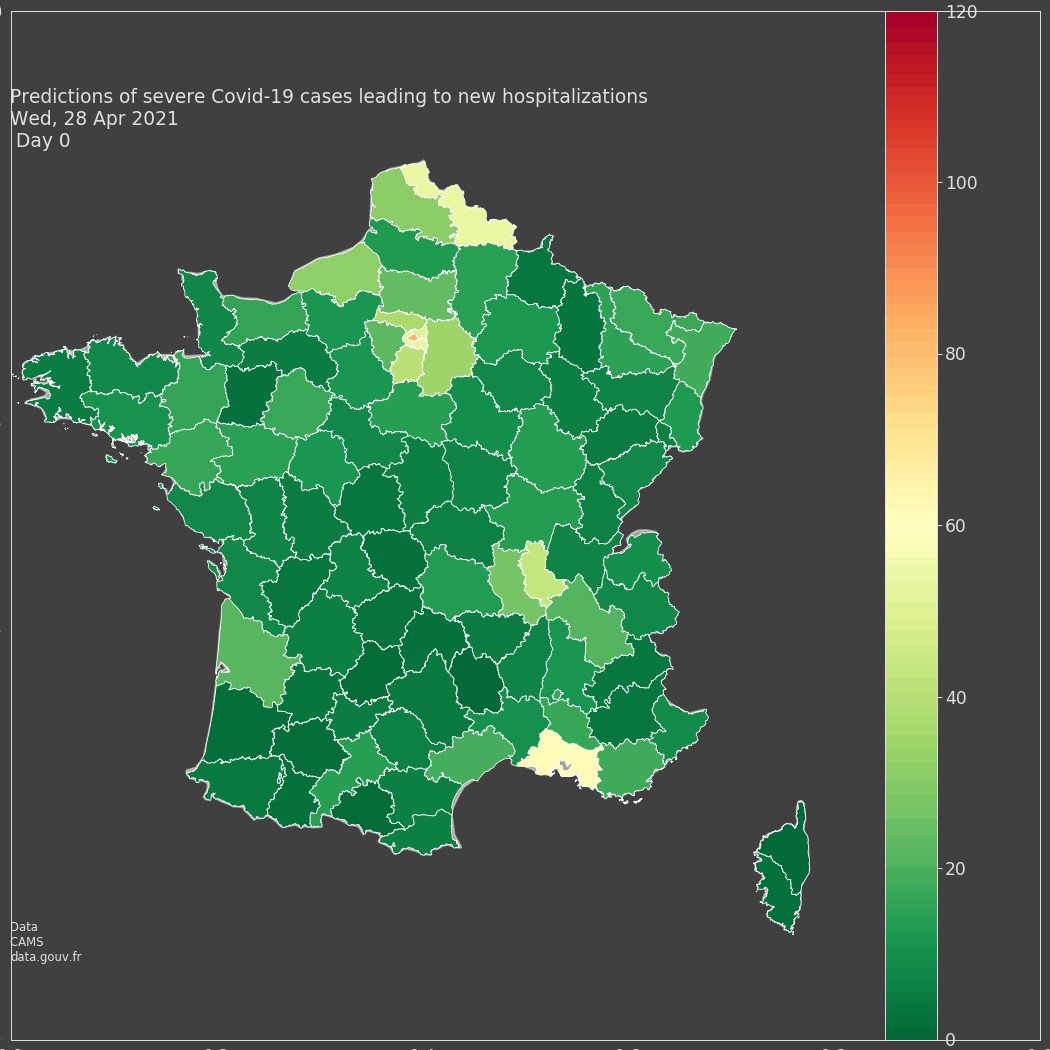 120
Predictions of severe Covid-19 cases leading to new hospitalizations
Wed, 28 Apr 2021
Day 0
100
80
60
40
20
Data
CAMS
data.gouv.fr
0